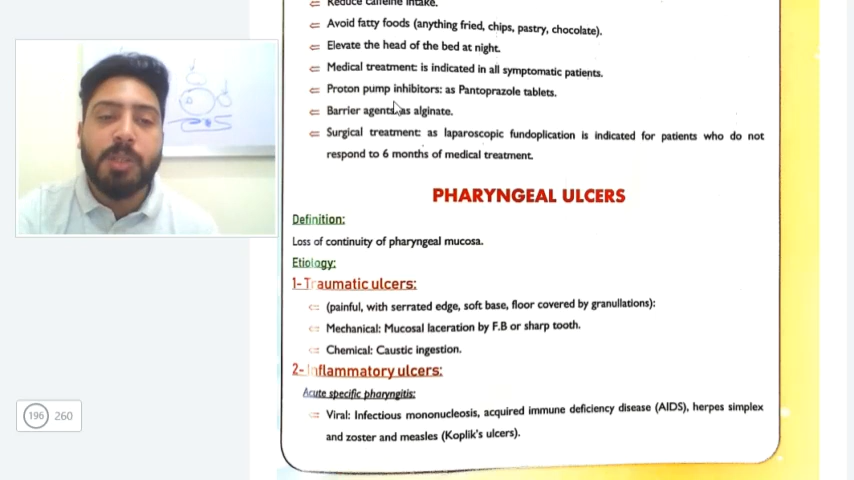 Reduce caffeine intake.
⇐ Avoid fatty foods (anything fried, chips, pastry, chocolate).
⇐ Elevate the head of the bed at night.
⇐ Medical treatment: is indicated in all symptomatic patients.
⇐ Proton pump inhibitors: as Pantoprazole tablets.
⇐ Barrier agents as alginate.
⇐ Surgical treatment: as laparoscopic fundoplication is indicated for patients who do not
respond to 6 months of medical treatment.
PHARYNGEAL ULCERS
Definition:
Loss of continuity of pharyngeal mucosa.
Etiology:
1- Traumatic ulcers:
⇐ (painful, with serrated edge, soft base, floor covered by granullations):
⇐ Mechanical: Mucosal laceration by F.B or sharp tooth.
⇐ Chemical: Caustic ingestion.
2- Inflammatory ulcers:
Acute specific pharyngitis:
⇐ Viral: Infectious mononucleosis, acquired immune deficiency disease (AIDS), herpes simplex
and zoster and measles (Koplik's ulcers).
196 260